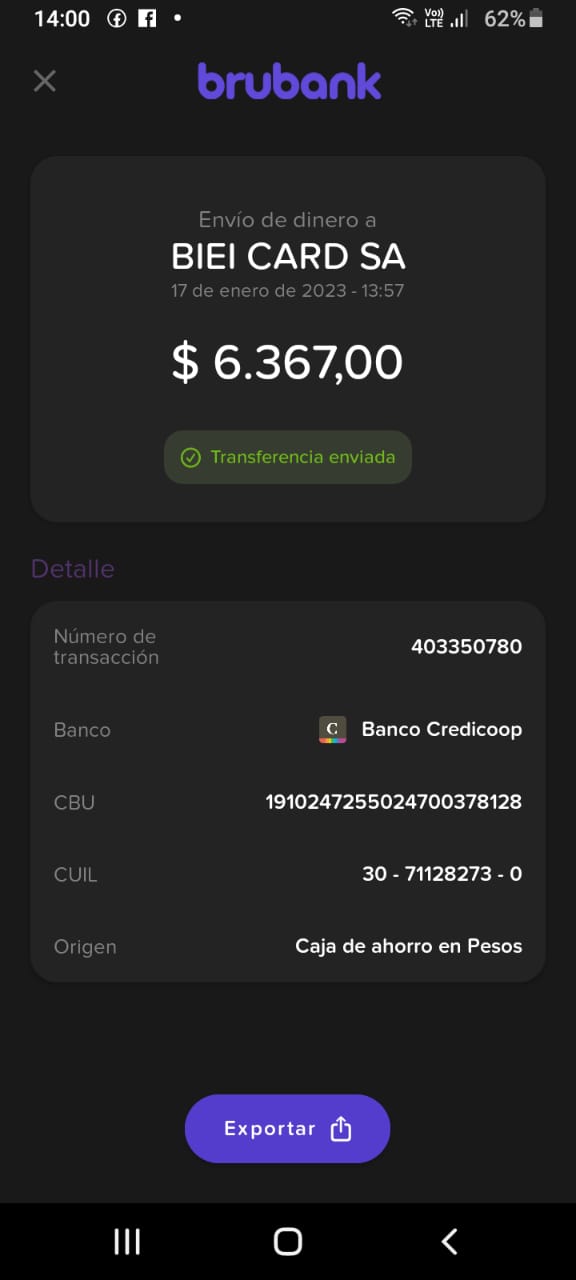 14:00
Vo))
LTE
62%
brubank
Envío de dinero a
BIEI CARD SA
17 de enero de 2023 - 13:57
$ 6.367,00
Transferencia enviada
Detalle
Número de
transacción
403350780
Banco
C
Banco Credicoop
CBU
1910247255024700378128
CUIL
30 - 71128273 - 0
Origen
Caja de ahorro en Pesos
Exportar